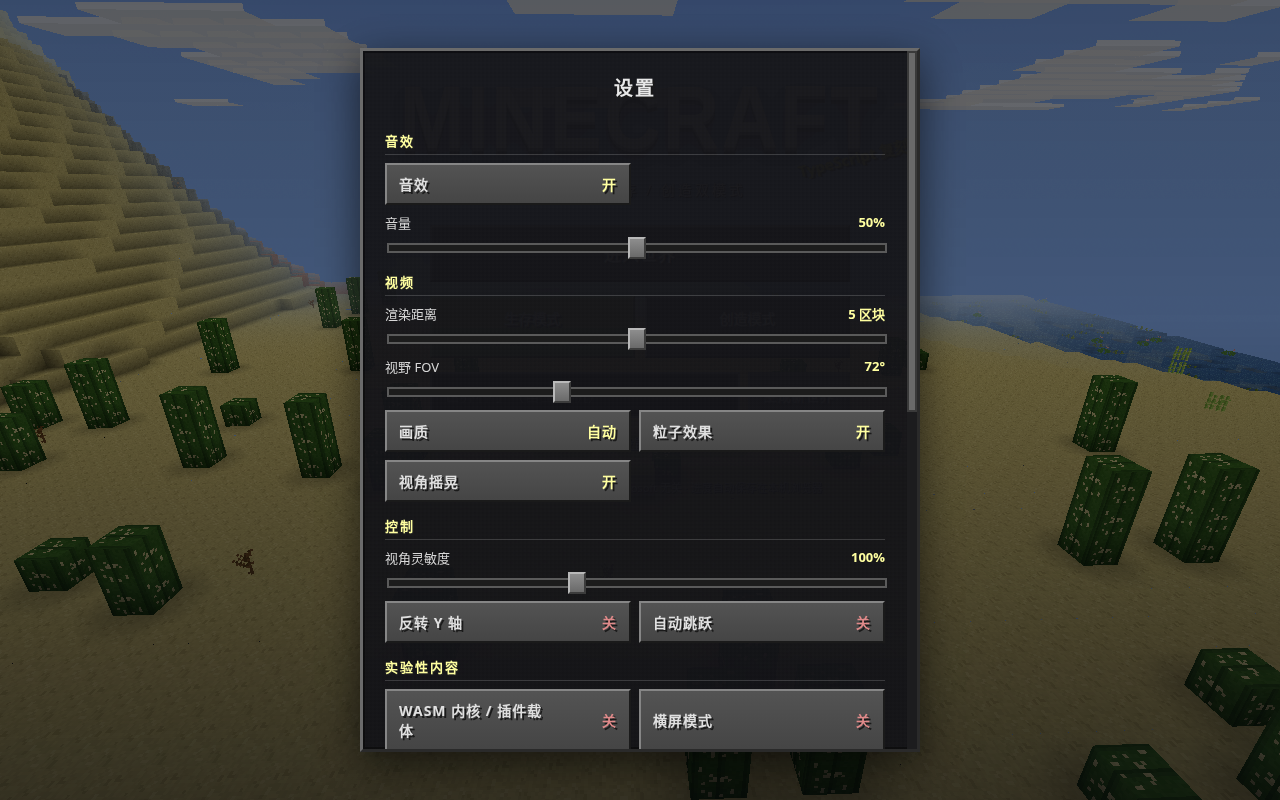 设置
MINECRAFT
音效
音效 开
音量 50%
视频
渲染距离 5 区块
视野 FOV 72°
画质 自动 粒子效果 开
视角摇晃 开
控制
视角灵敏度 100%
反转 Y 轴 关 自动跳跃 关
实验性内容
WASM 内核 / 插件载
体 关 横屏模式 关